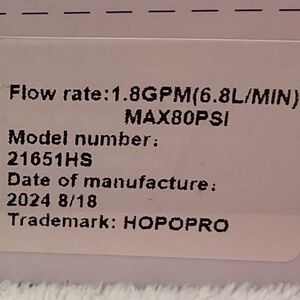 Flow rate:1.8GPM(6.8L/MIN)
MAX80PSI
Model number:
21651HS
Date of manufacture:
2024 8/18
Trademark: HOPOPRO